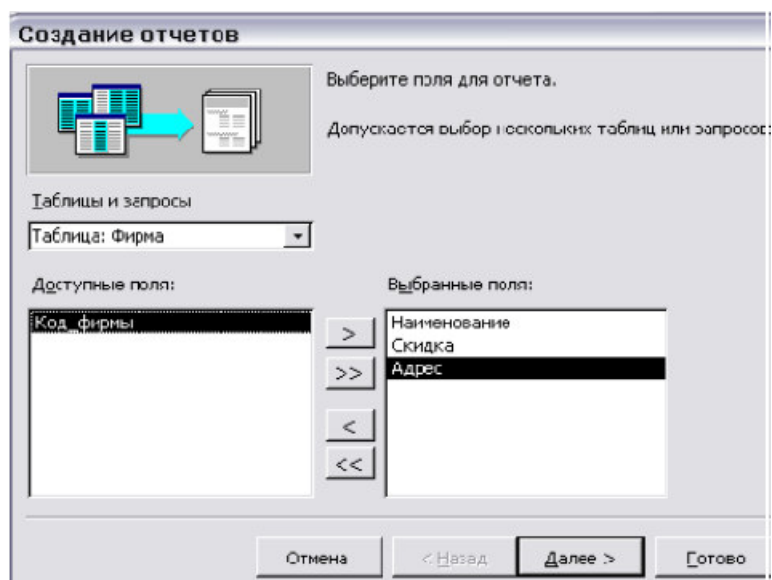 Создание отчетов
Выберите поля для отчета.
Допускается выбор нескольких таблиц или запросов
Таблицы и запросы
Таблица: Фирма
Доступные поля:
Выбранные поля:
Код_фирмы
Наименование
Скидка
Адрес
>
>>
<
<<
Отмена
< Назад
Далее >
Готово